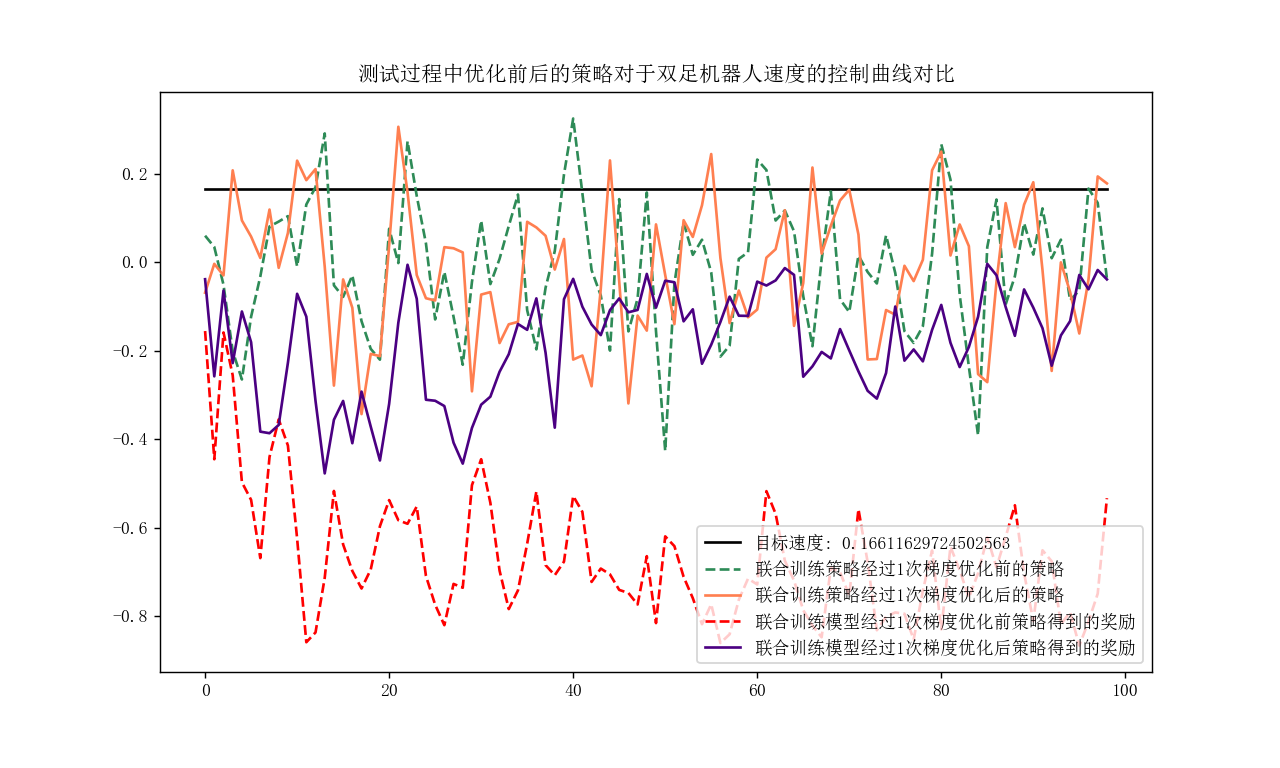 测试过程中优化前后的策略对于双足机器人速度的控制曲线对比
0.2
0.0
-0.2
-0.4
-0.6
-0.8
目标速度: 0.16611629724502563
联合训练策略经过1次梯度优化前的策略
联合训练策略经过1次梯度优化后的策略
联合训练模型经过1次梯度优化前策略得到的奖励
联合训练模型经过1次梯度优化后策略得到的奖励
0 20 40 60 80 100